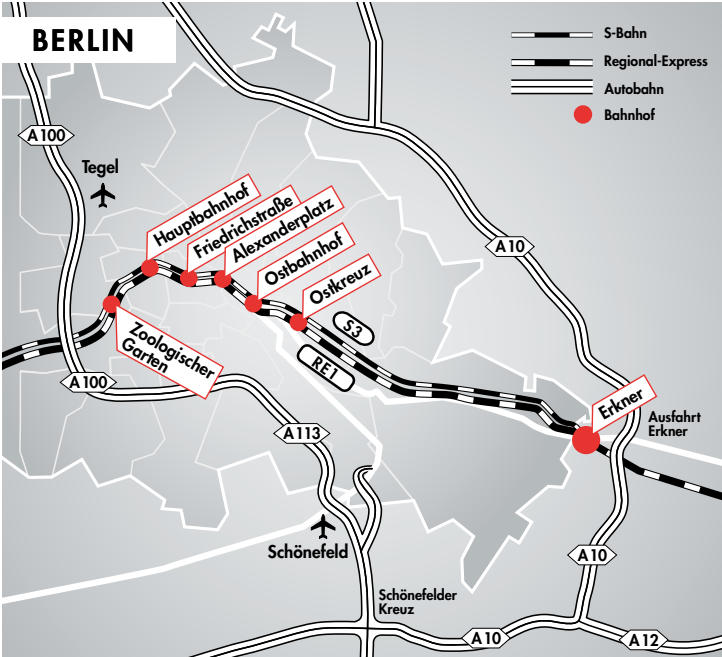 BERLIN
S-Bahn
Regional-Express
Autobahn
Bahnhof
A100
Tegel
Hauptbahnhof
Friedrichstraße
Alexanderplatz
Ostbahnhof
Ostkreuz
A10
Zoologischer
Garten
S3
RE1
A100
Erkner
Ausfahrt
Erkner
A113
Schönefeld
A10
Schönefelder
Kreuz
A10
A12